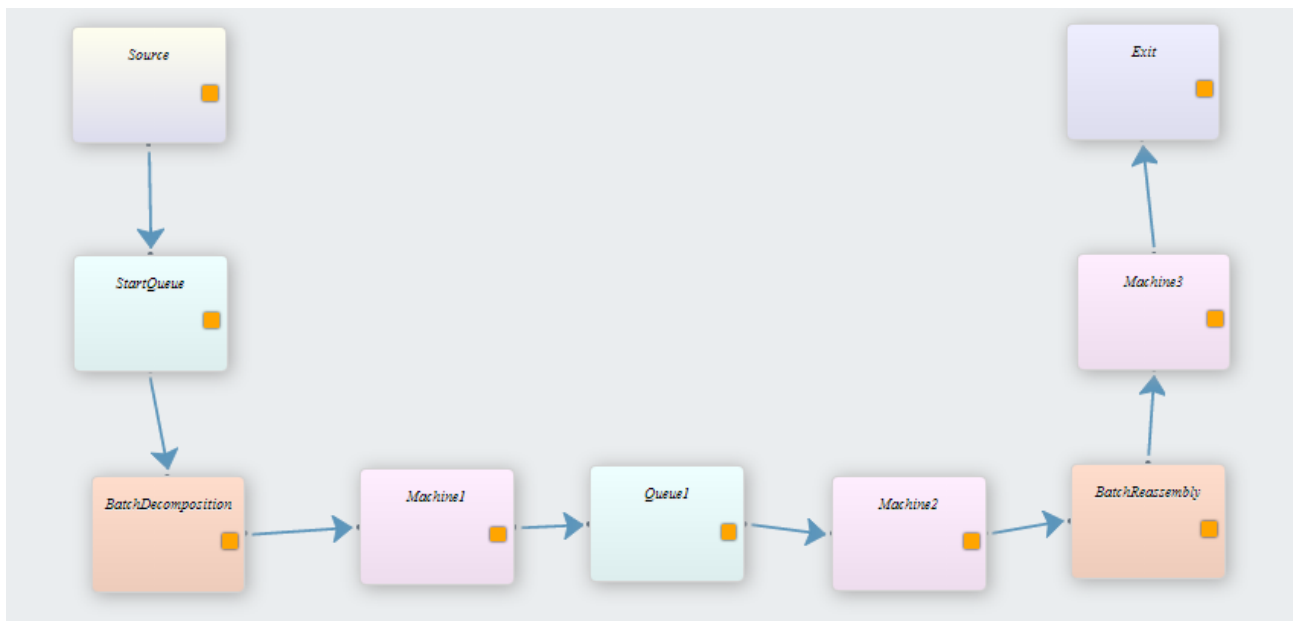 Source
Exit
StartQueue
Machine3
BatchDecomposition
Machine1
Queue1
Machine2
BatchReassembly